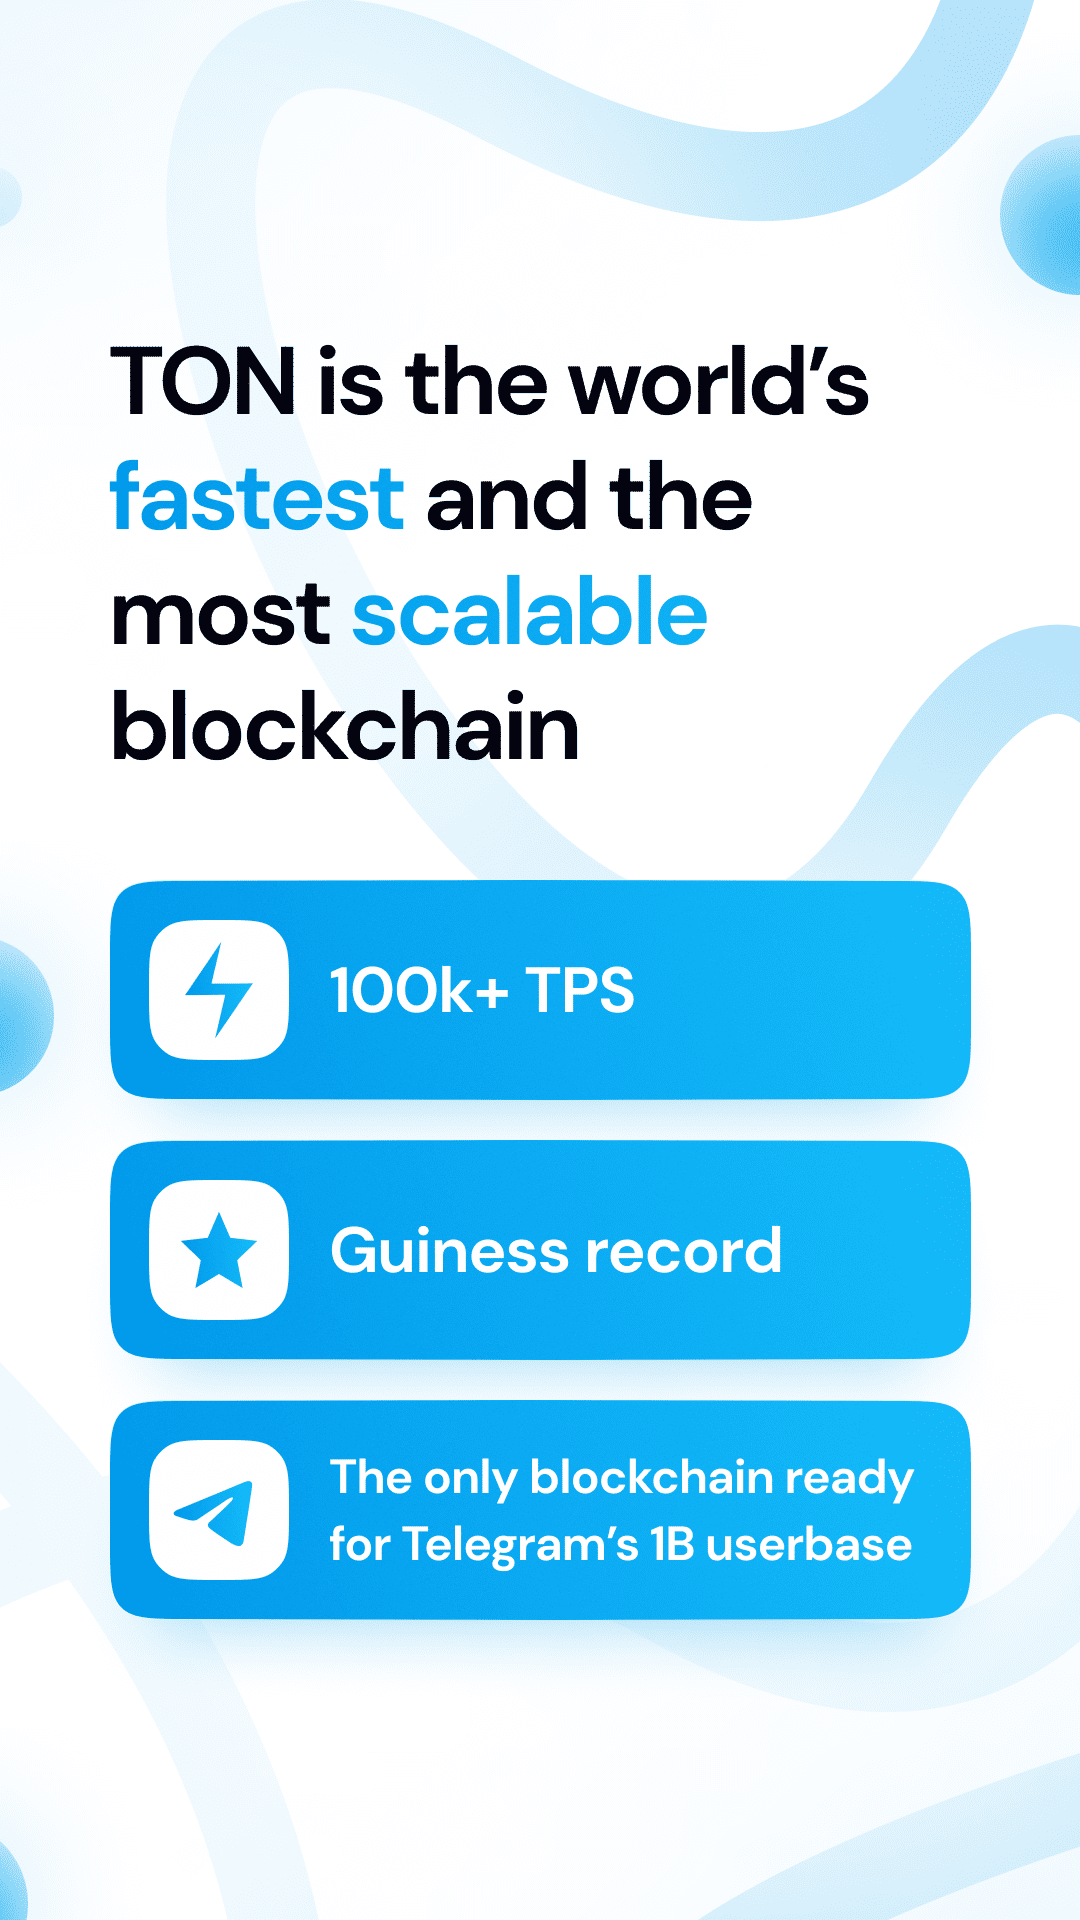 TON is the world’s
fastest and the
most scalable
blockchain
100k+ TPS
Guiness record
The only blockchain ready
for Telegram’s 1B userbase